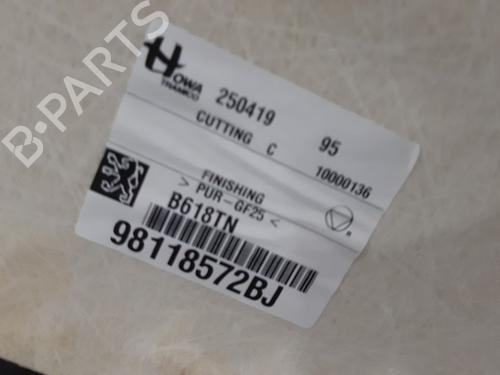 B-PARTS
HOWA
TRAMICO
250419
95
CUTTING C
10000136
FINISHING
> PUR-GF25 <
B618TN
98118572BJ